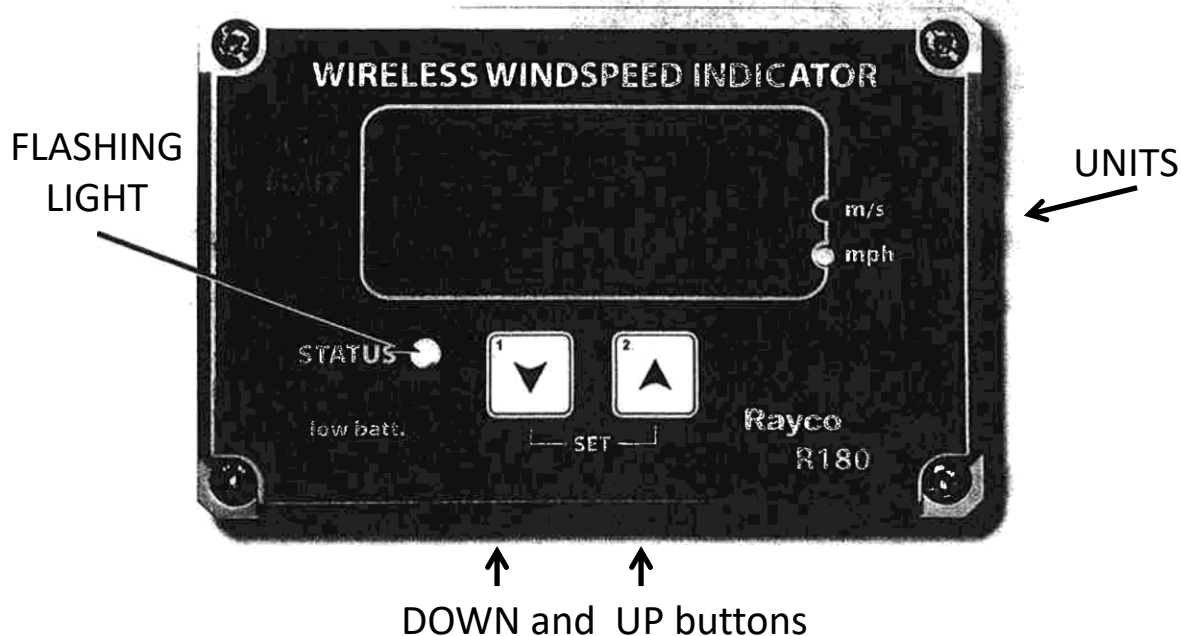 WIRELESS WINDSPEED INDICATOR
FLASHING
LIGHT
UNITS
m/s
mph
STATUS
1
2
low batt.
SET
Rayco
R180
DOWN and UP buttons